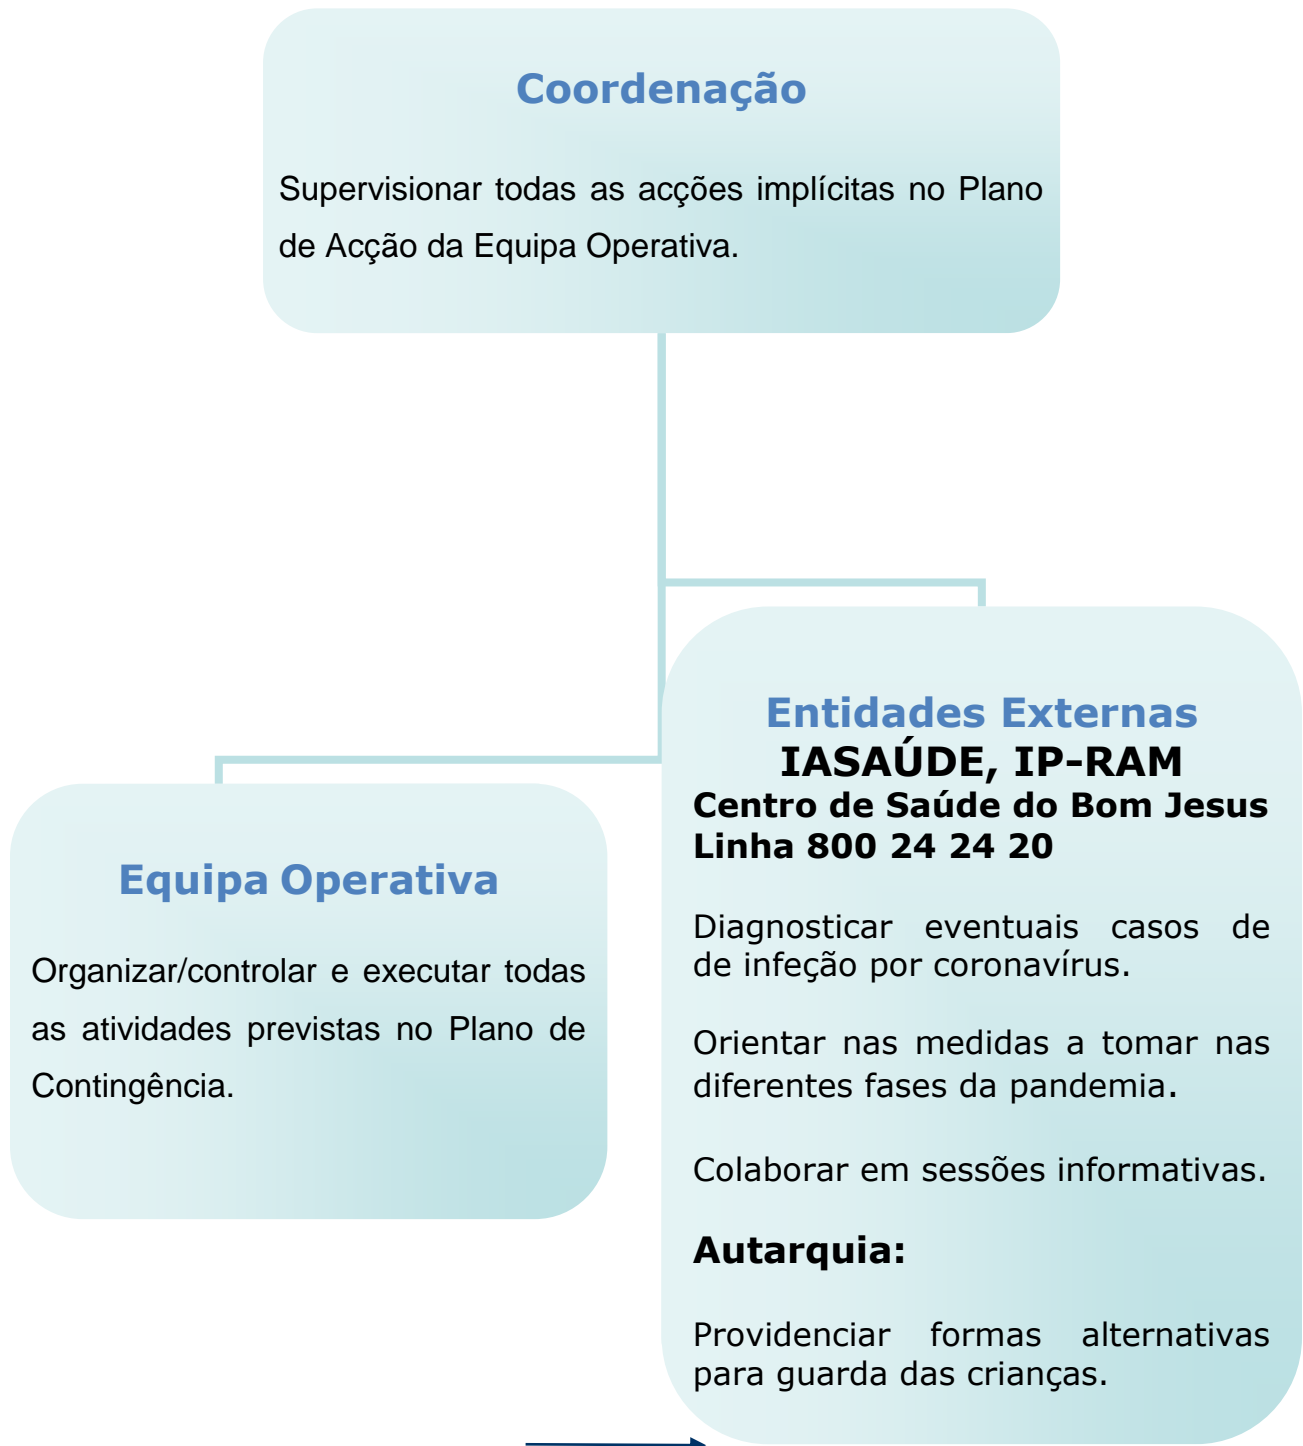 Coordenação
Supervisionar todas as acções implícitas no Plano
de Acção da Equipa Operativa.
Equipa Operativa
Organizar/controlar e executar todas
as atividades previstas no Plano de
Contingência.
Entidades Externas
IASAÚDE, IP-RAM
Centro de Saúde do Bom Jesus
Linha 800 24 24 20
Diagnosticar eventuais casos de
de infeção por coronavírus.
Orientar nas medidas a tomar nas
diferentes fases da pandemia.
Colaborar em sessões informativas.
Autarquia:
Providenciar formas alternativas
para guarda das crianças.